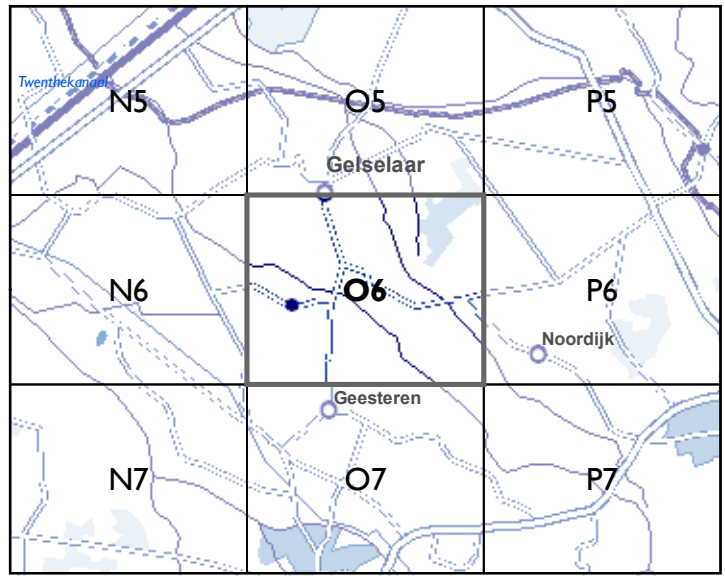 Twenthekanaal
N5
O5
P5
Gelselaar
N6
O6
P6
Noordijk
Geesteren
N7
O7
P7